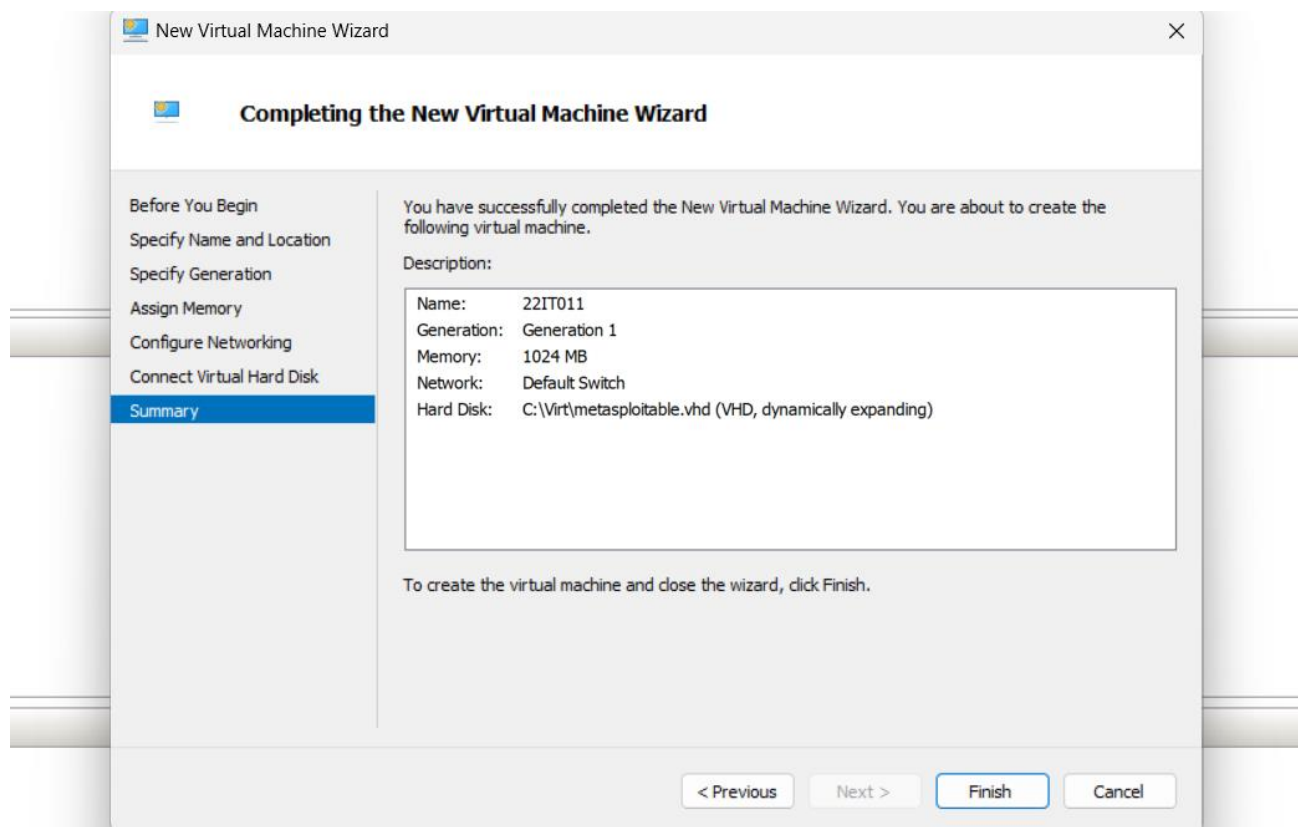 New Virtual Machine Wizard
Completing the New Virtual Machine Wizard
Before You Begin
Specify Name and Location
Specify Generation
Assign Memory
Configure Networking
Connect Virtual Hard Disk
Summary
You have successfully completed the New Virtual Machine Wizard. You are about to create the
following virtual machine.
Description:
Name: 22IT011
Generation: Generation 1
Memory: 1024 MB
Network: Default Switch
Hard Disk: C:\Virt\metasploitable.vhd (VHD, dynamically expanding)
To create the virtual machine and close the wizard, click Finish.
< Previous Next > Finish Cancel